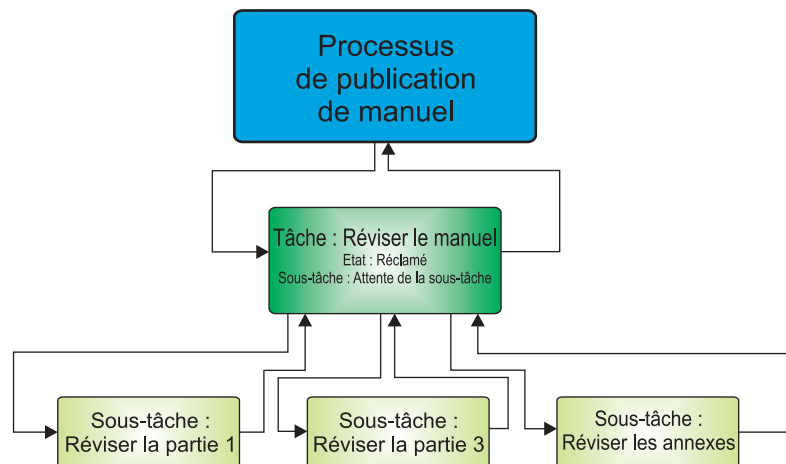 Processus
de publication
de manuel
Tâche : Réviser le manuel
Etat : Réclamé
Sous-tâche : Attente de la sous-tâche
Sous-tâche :
Réviser la partie 1
Sous-tâche :
Réviser la partie 3
Sous-tâche :
Réviser les annexes